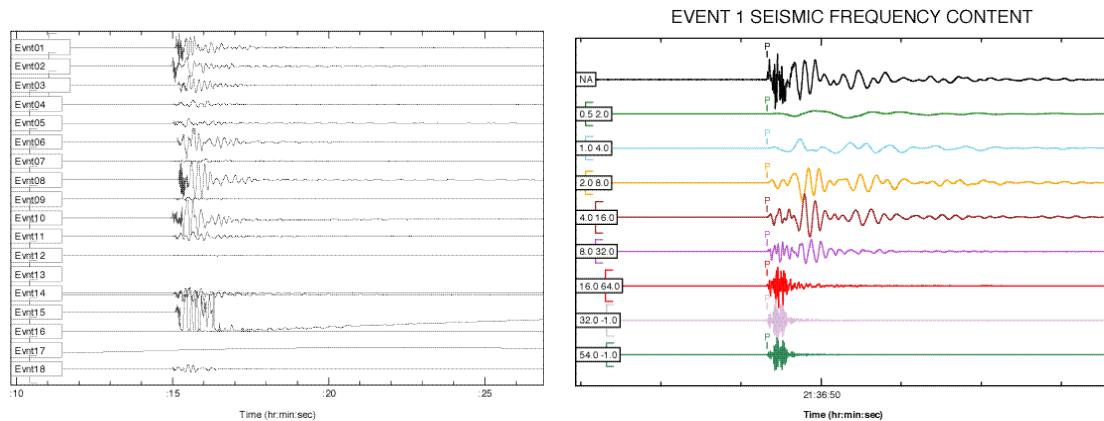 Evnt01
Evnt02
Evnt03
Evnt04
Evnt05
Evnt06
Evnt07
Evnt08
Evnt09
Evnt10
Evnt11
Evnt12
Evnt13
Evnt14
Evnt15
Evnt16
Evnt17
Evnt18
:10 :15 :20 :25
Time (hr:min:sec)
EVENT 1 SEISMIC FREQUENCY CONTENT
NA
P
0.5 2.0
P
1.0 4.0
P
2.0 8.0
P
4.0 16.0
P
8.0 32.0
P
16.0 64.0
P
32.0 -1.0
P
54.0 -1.0
P
21:36:50
Time (hr:min:sec)